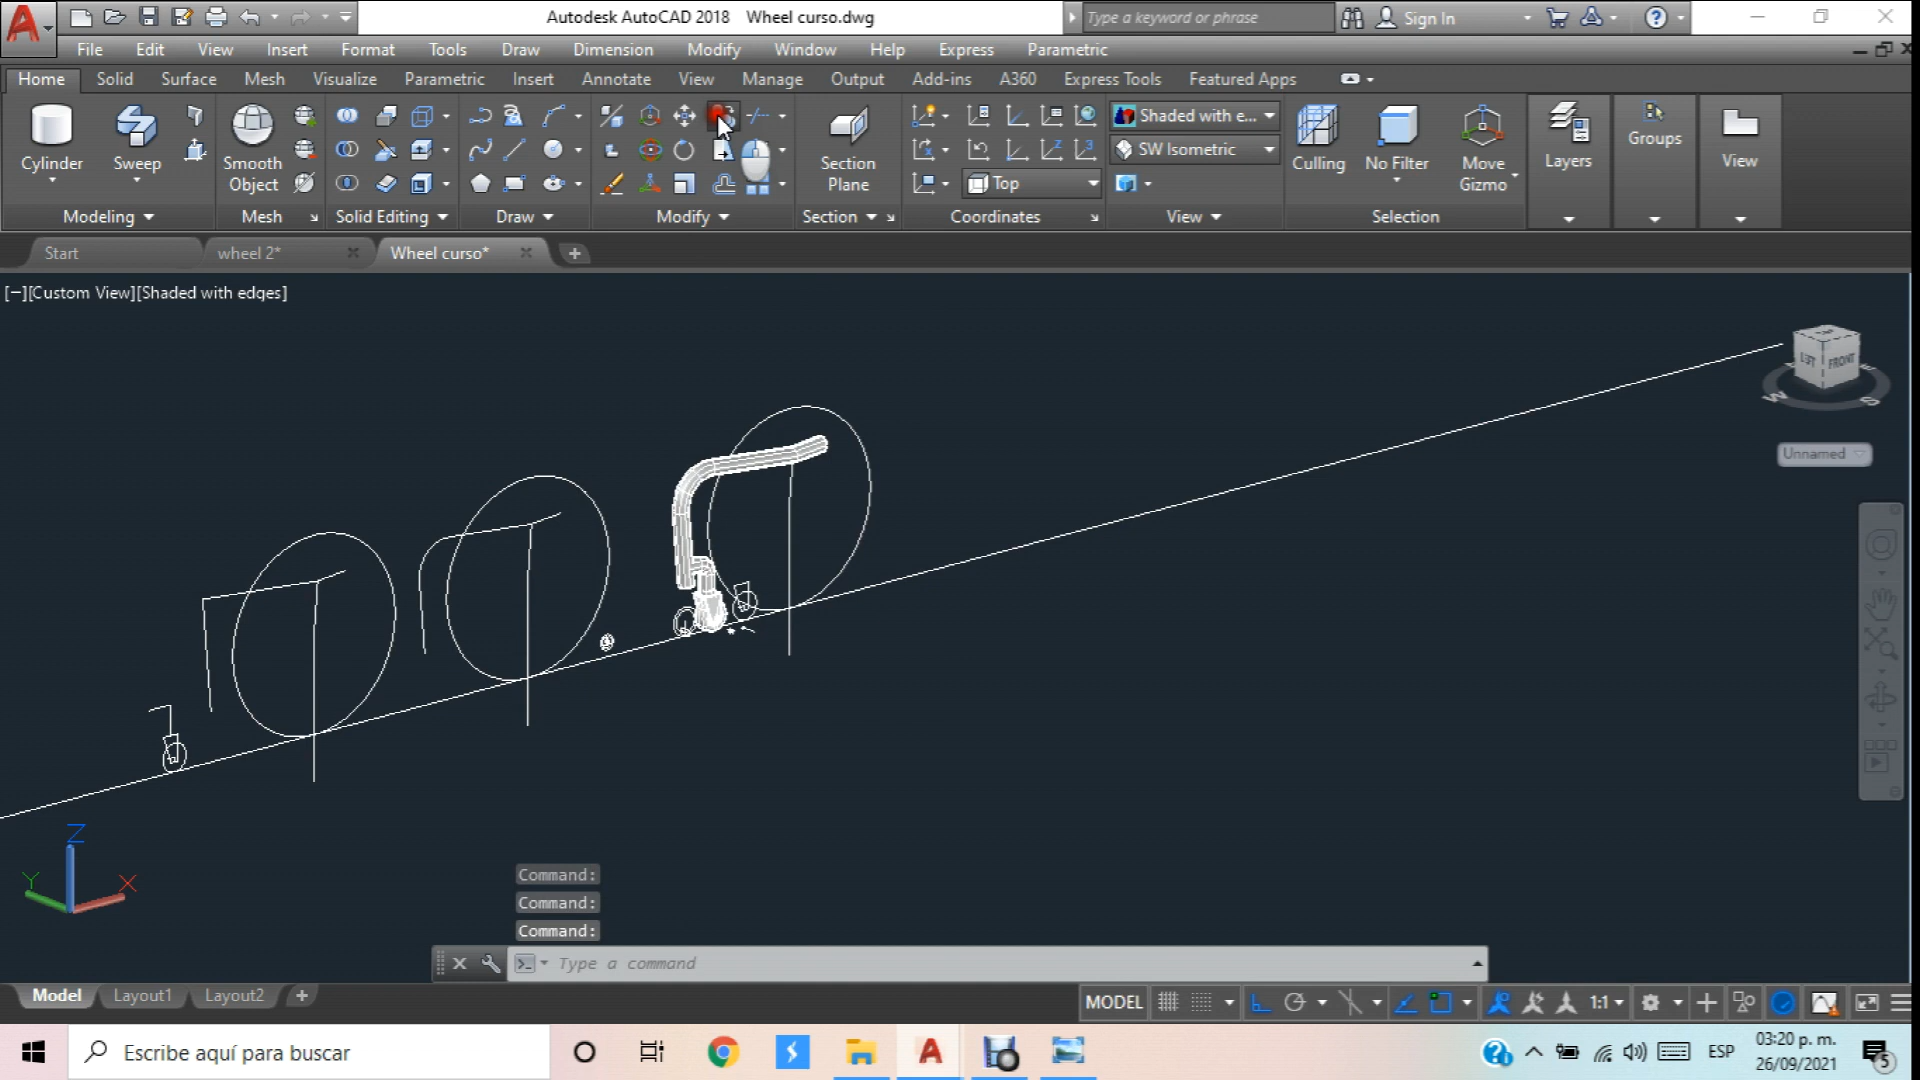 Autodesk AutoCAD 2018 Wheel curso.dwg
Type a keyword or phrase
Sign In
File Edit View Insert Format Tools Draw Dimension Modify Window Help Express Parametric
Home Solid Surface Mesh Visualize Parametric Insert Annotate View Manage Output Add-ins A360 Express Tools Featured Apps
Cylinder
Sweep
Smooth
Object
Section
Plane
Shaded with e...
SW Isometric
Top
Culling
No Filter
Move
Gizmo
Layers
Groups
View
Modeling
Mesh
Solid Editing
Draw
Modify
Section
Coordinates
View
Selection
Start
wheel 2*
Wheel curso*
[−][Custom View][Shaded with edges]
FRONT
W
S
Unnamed
Z
Y
X
Command:
Command:
Command:
Type a command
Model
Layout1
Layout2
MODEL
1:1
Escribe aquí para buscar
ESP
03:20 p. m.
26/09/2021
5